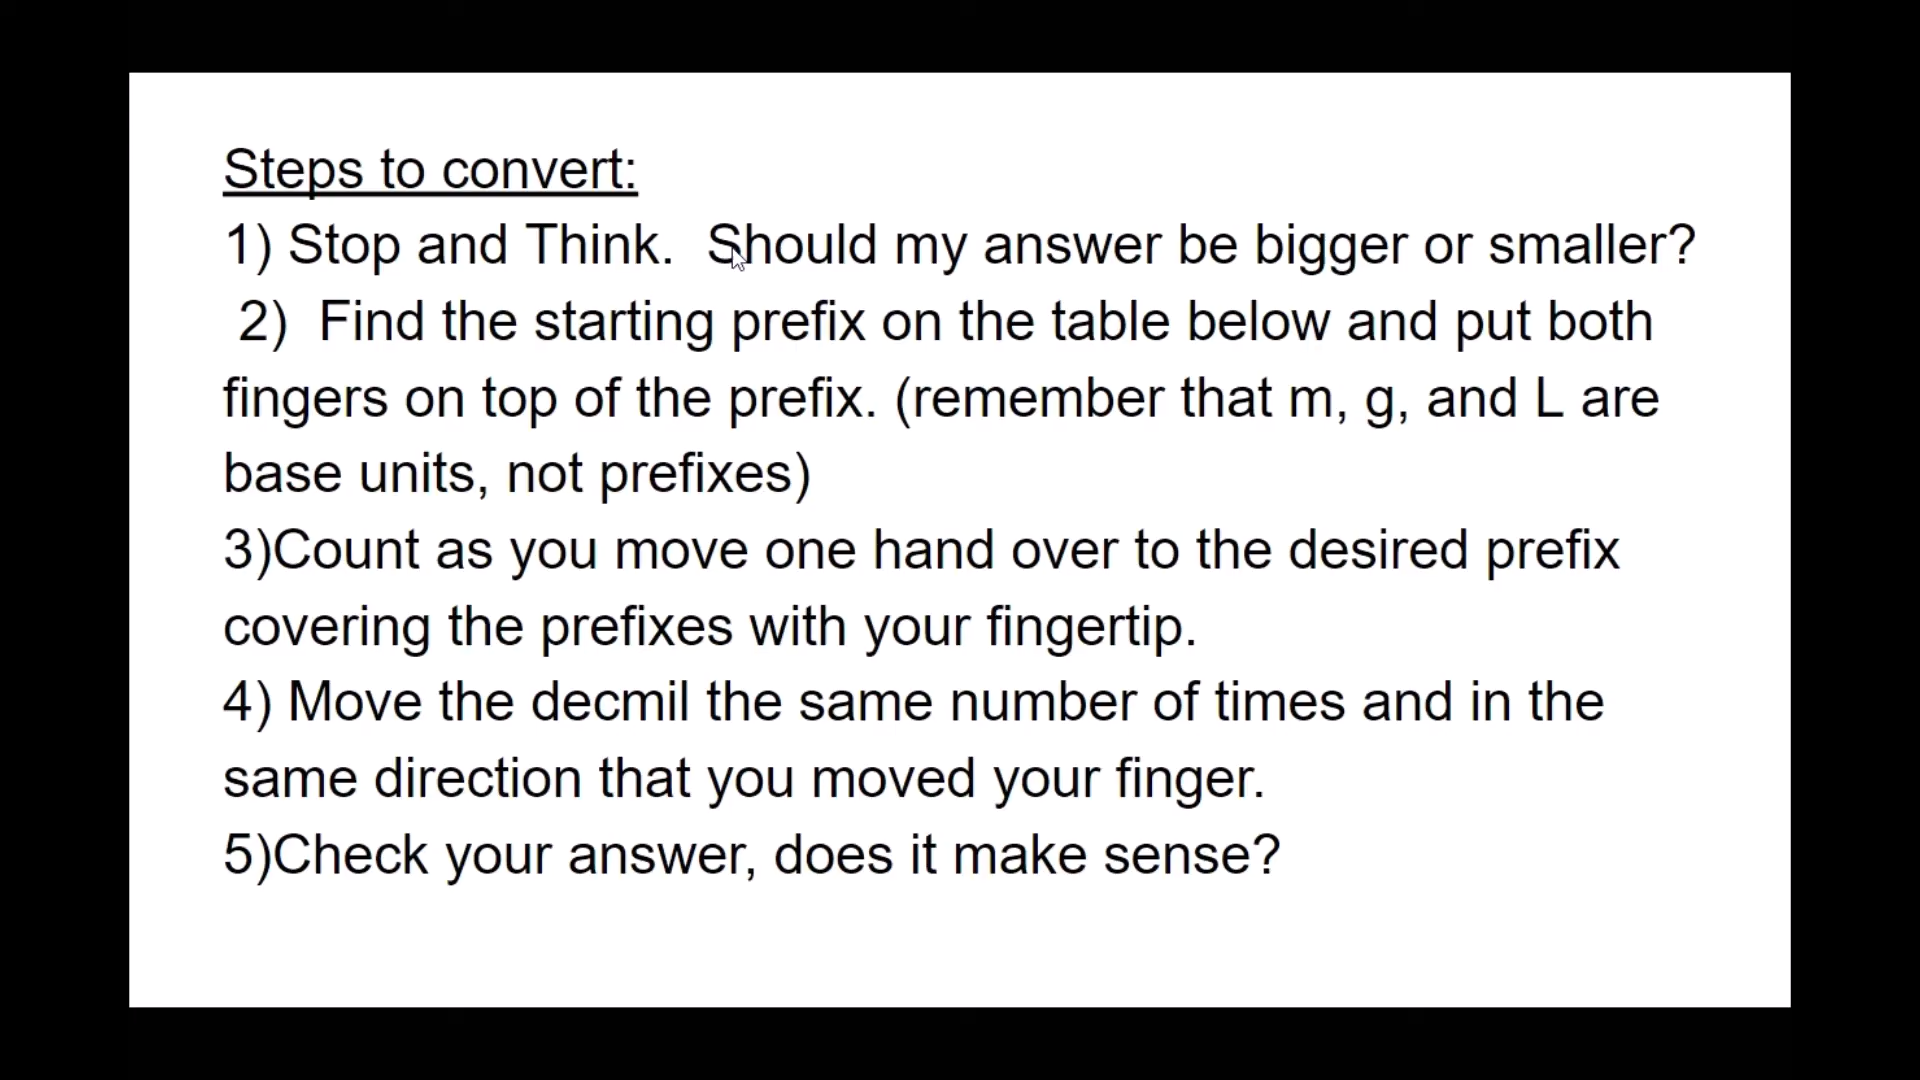 Steps to convert:
1) Stop and Think.  Should my answer be bigger or smaller?
2)  Find the starting prefix on the table below and put both
fingers on top of the prefix. (remember that m, g, and L are
base units, not prefixes)
3)Count as you move one hand over to the desired prefix
covering the prefixes with your fingertip.
4) Move the decmil the same number of times and in the
same direction that you moved your finger.
5)Check your answer, does it make sense?